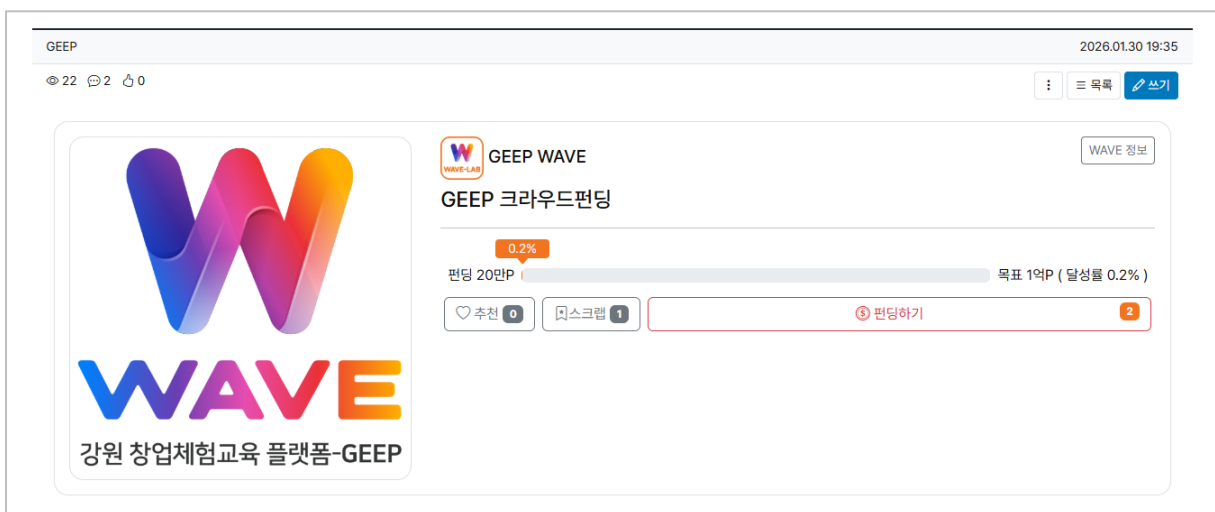 GEEP 2026.01.30 19:35
22 2 0 목록 쓰기
WAVE
강원 창업체험교육 플랫폼-GEEP
W WAVE-LAB GEEP WAVE WAVE 정보
GEEP 크라우드펀딩
0.2%
펀딩 20만P 목표 1억P ( 달성률 0.2% )
추천 0 스크랩 1 펀딩하기 2